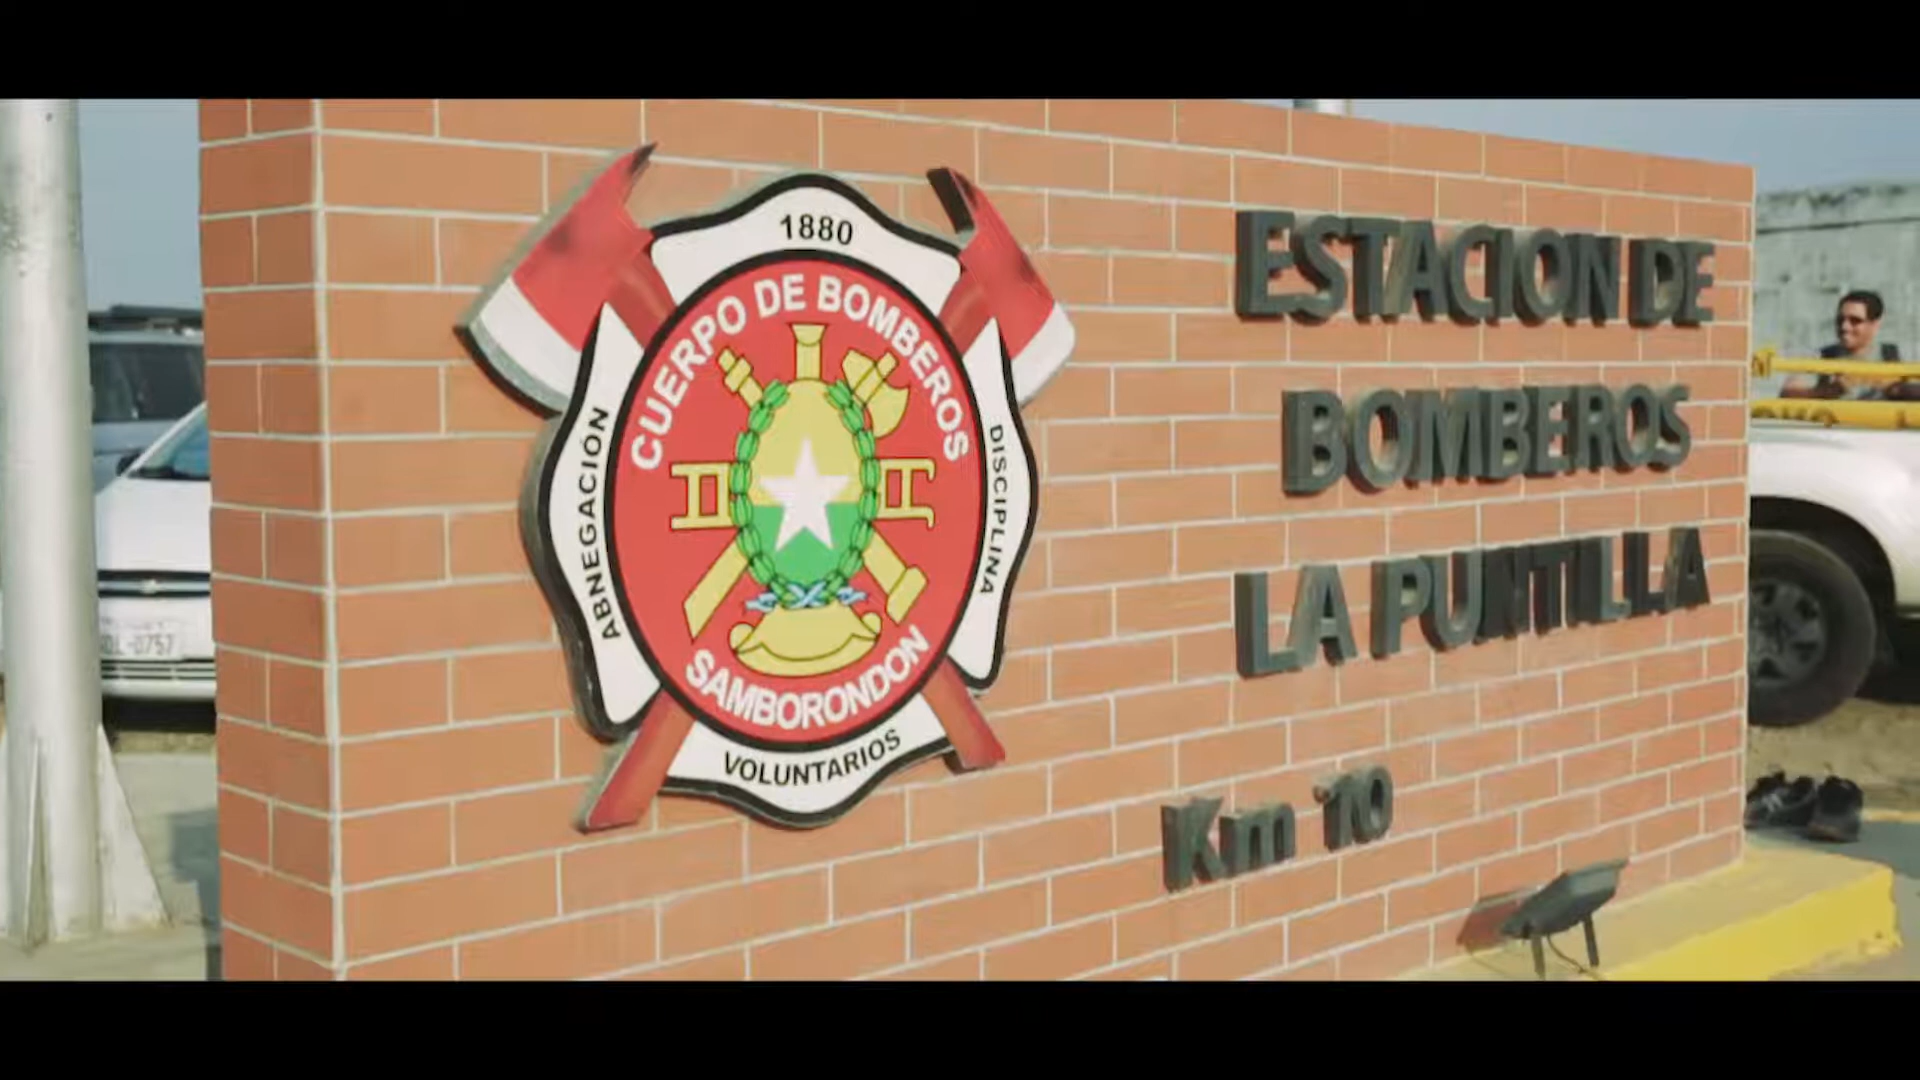 1880
CUERPO DE BOMBEROS
ABNEGACIÓN
DISCIPLINA
SAMBORONDON
VOLUNTARIOS
ESTACION DE
BOMBEROS
LA PUNTILLA
Km 10